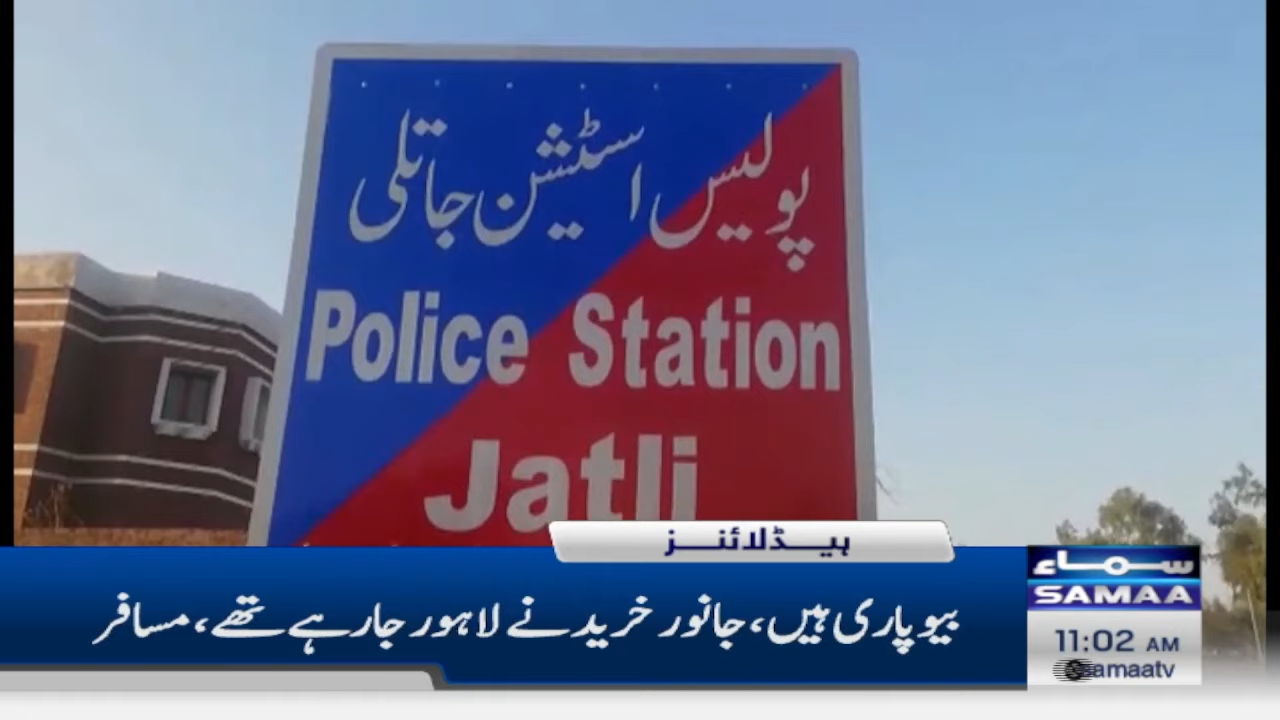 پولیس اسٹیشن جاتلی
Police Station
Jatli
ہیڈلائنز
بیوپاری ہیں، جانور خریدنے لاہور جارہے تھے، مسافر
سماء
SAMAA
11:02 AM
samaatv